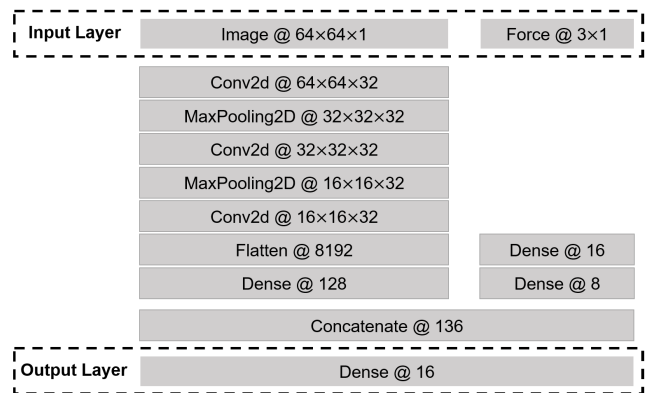 Input Layer Image @ 64×64×1 Force @ 3×1
Conv2d @ 64×64×32
MaxPooling2D @ 32×32×32
Conv2d @ 32×32×32
MaxPooling2D @ 16×16×32
Conv2d @ 16×16×32
Flatten @ 8192 Dense @ 16
Dense @ 128 Dense @ 8
Concatenate @ 136
Output Layer Dense @ 16